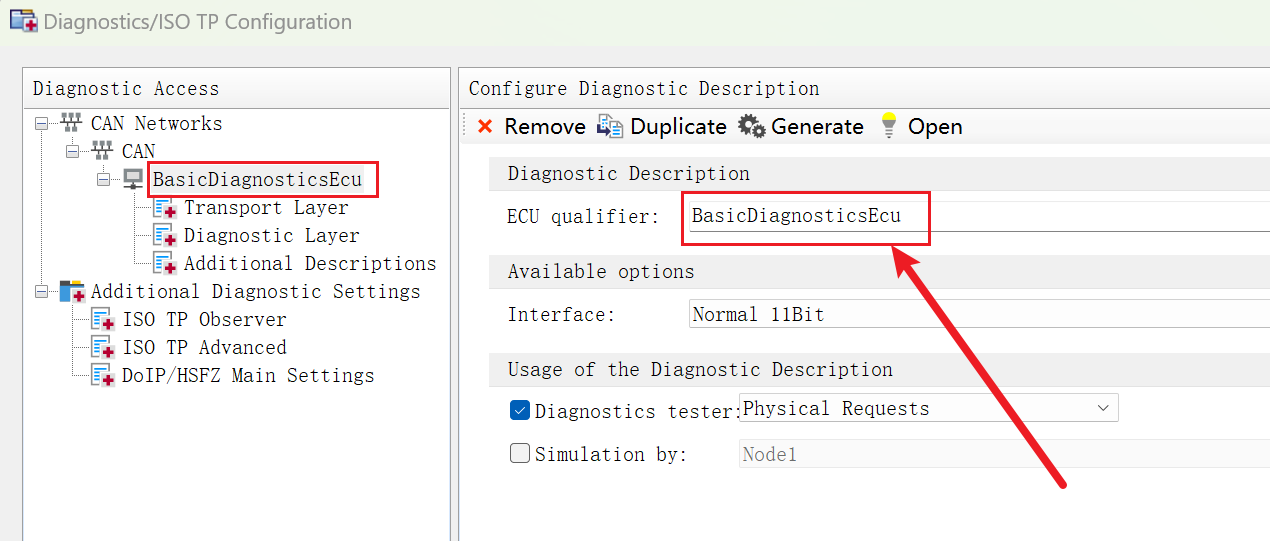 Diagnostics/ISO TP Configuration
Diagnostic Access
CAN Networks
CAN
BasicDiagnosticsEcu
Transport Layer
Diagnostic Layer
Additional Descriptions
Additional Diagnostic Settings
ISO TP Observer
ISO TP Advanced
DoIP/HSFZ Main Settings
Configure Diagnostic Description
Remove Duplicate Generate Open
Diagnostic Description
ECU qualifier: BasicDiagnosticsEcu
Available options
Interface: Normal 11Bit
Usage of the Diagnostic Description
Diagnostics tester: Physical Requests
Simulation by: Node1